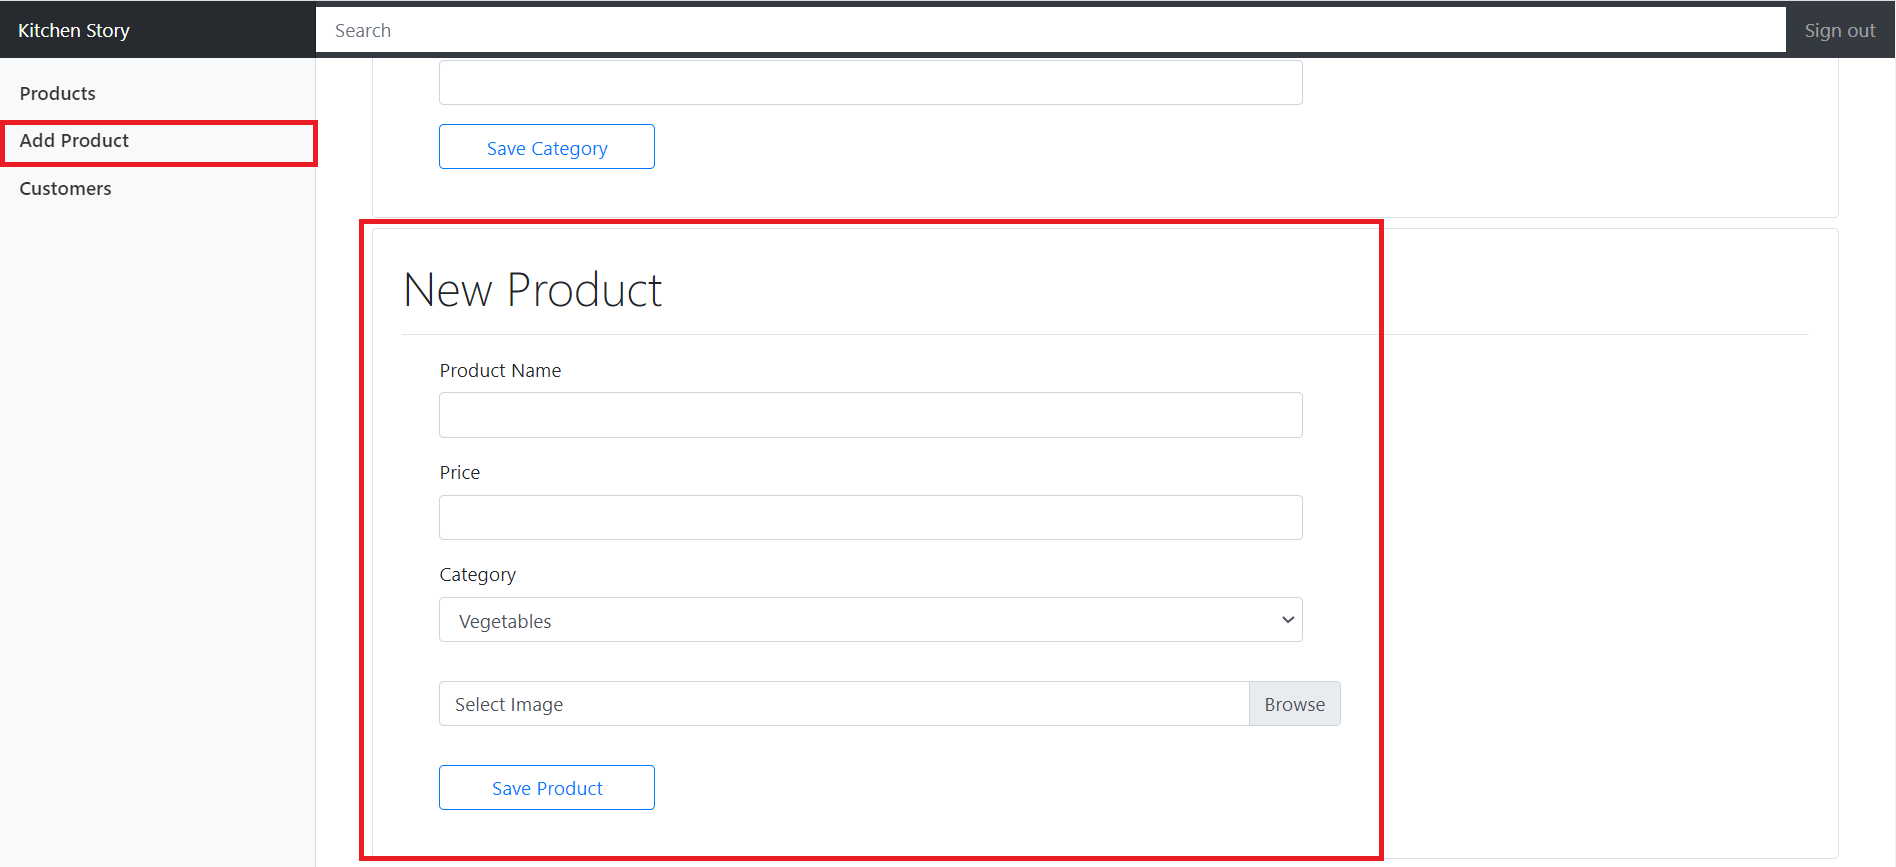 Kitchen Story
Search
Sign out
Products
Add Product
Customers
Save Category
New Product
Product Name
Price
Category
Vegetables
Select Image
Browse
Save Product